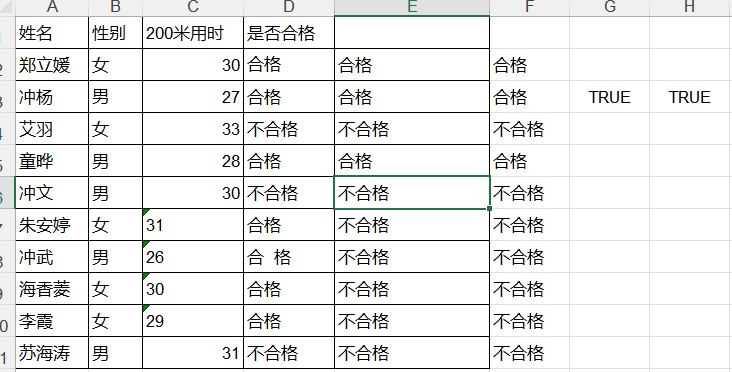 A B C D E F G H
姓名 性别 200米用时 是否合格
2 郑立媛 女 30 合格 合格 合格
3 冲杨 男 27 合格 合格 合格 TRUE TRUE
4 艾羽 女 33 不合格 不合格 不合格
5 童晔 男 28 合格 合格 合格
6 冲文 男 30 不合格 不合格 不合格
7 朱安婷 女 31 合格 不合格 不合格
8 冲武 男 26 合 格 不合格 不合格
9 海香菱 女 30 合格 不合格 不合格
0 李霞 女 29 合格 不合格 不合格
1 苏海涛 男 31 不合格 不合格 不合格